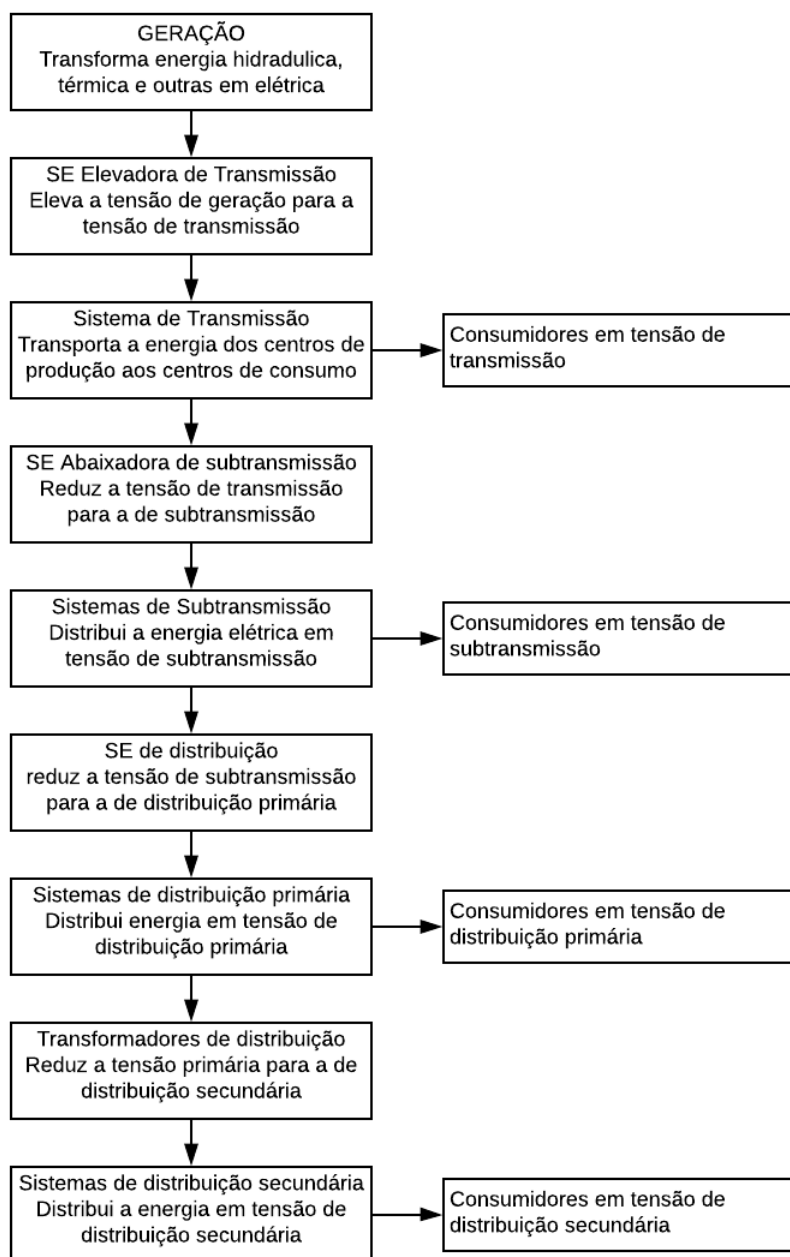 GERAÇÃO
Transforma energia hidradulica,
térmica e outras em elétrica
SE Elevadora de Transmissão
Eleva a tensão de geração para a
tensão de transmissão
Sistema de Transmissão
Transporta a energia dos centros de
produção aos centros de consumo
Consumidores em tensão de
transmissão
SE Abaixadora de subtransmissão
Reduz a tensão de transmissão
para a de subtransmissão
Sistemas de Subtransmissão
Distribui a energia elétrica em
tensão de subtransmissão
Consumidores em tensão de
subtransmissão
SE de distribuição
reduz a tensão de subtransmissão
para a de distribuição primária
Sistemas de distribuição primária
Distribui energia em tensão de
distribuição primária
Consumidores em tensão de
distribuição primária
Transformadores de distribuição
Reduz a tensão primária para a de
distribuição secundária
Sistemas de distribuição secundária
Distribui a energia em tensão de
distribuição secundária
Consumidores em tensão de
distribuição secundária